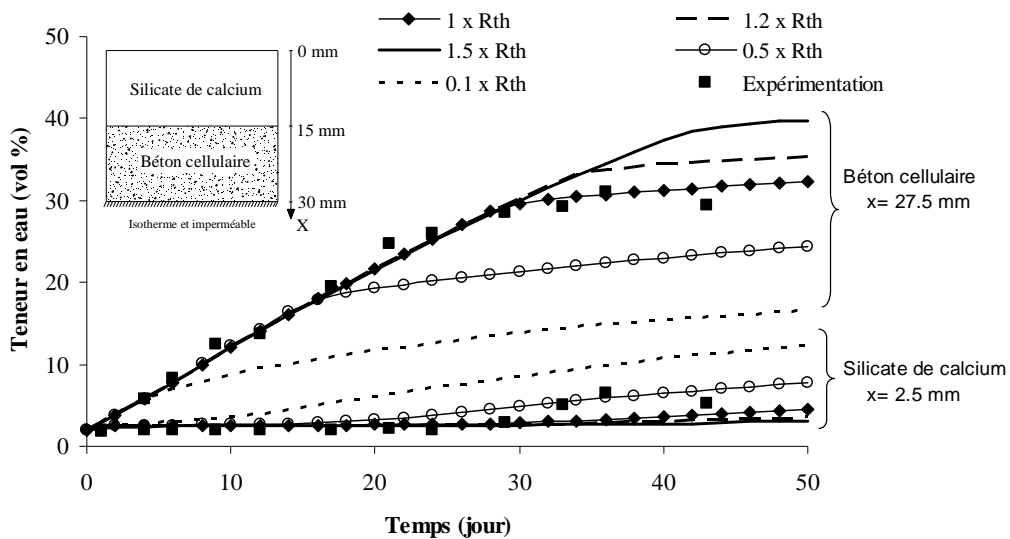 1 x Rth
1.2 x Rth
1.5 x Rth
0.5 x Rth
0.1 x Rth
Expérimentation
Teneur en eau (vol %)
50
40
30
20
10
0
0 mm
Silicate de calcium
15 mm
Béton cellulaire
30 mm
Isotherme et imperméable
X
Béton cellulaire
x= 27.5 mm
Silicate de calcium
x= 2.5 mm
0 10 20 30 40 50
Temps (jour)